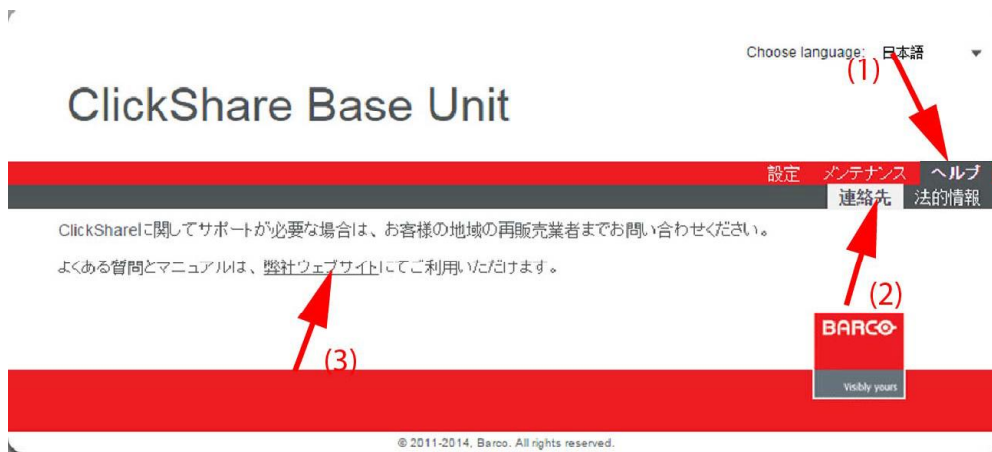 Choose language: 日本語
(1)
ClickShare Base Unit
設定 メンテナンス ヘルプ
連絡先 法的情報
ClickShareに関してサポートが必要な場合は、お客様の地域の再販売業者までお問い合わせください。
よくある質問とマニュアルは、弊社ウェブサイトにてご利用いただけます。
(2)
BARCO
(3)
Visibly yours
© 2011-2014, Barco. All rights reserved.